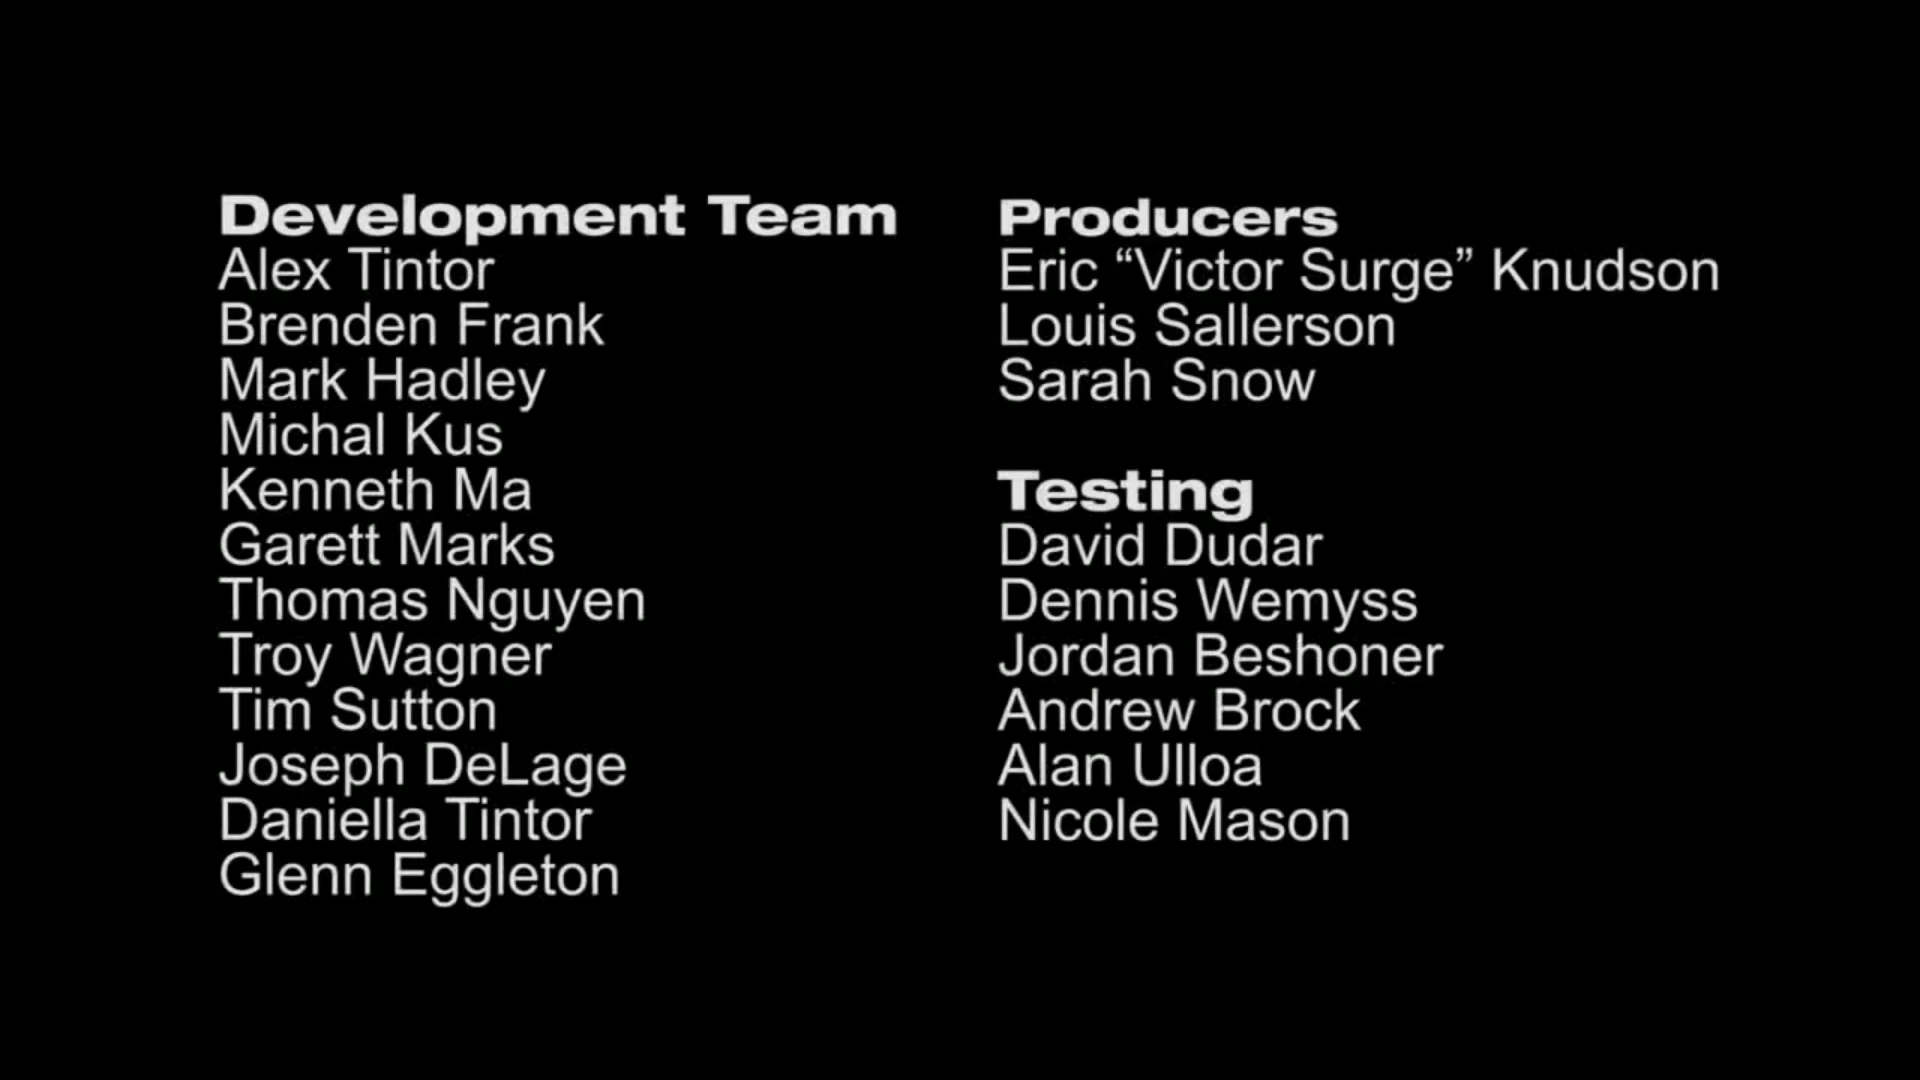 Development Team
Alex Tintor
Brenden Frank
Mark Hadley
Michal Kus
Kenneth Ma
Garett Marks
Thomas Nguyen
Troy Wagner
Tim Sutton
Joseph DeLage
Daniella Tintor
Glenn Eggleton
Producers
Eric “Victor Surge” Knudson
Louis Sallerson
Sarah Snow
Testing
David Dudar
Dennis Wemyss
Jordan Beshoner
Andrew Brock
Alan Ulloa
Nicole Mason